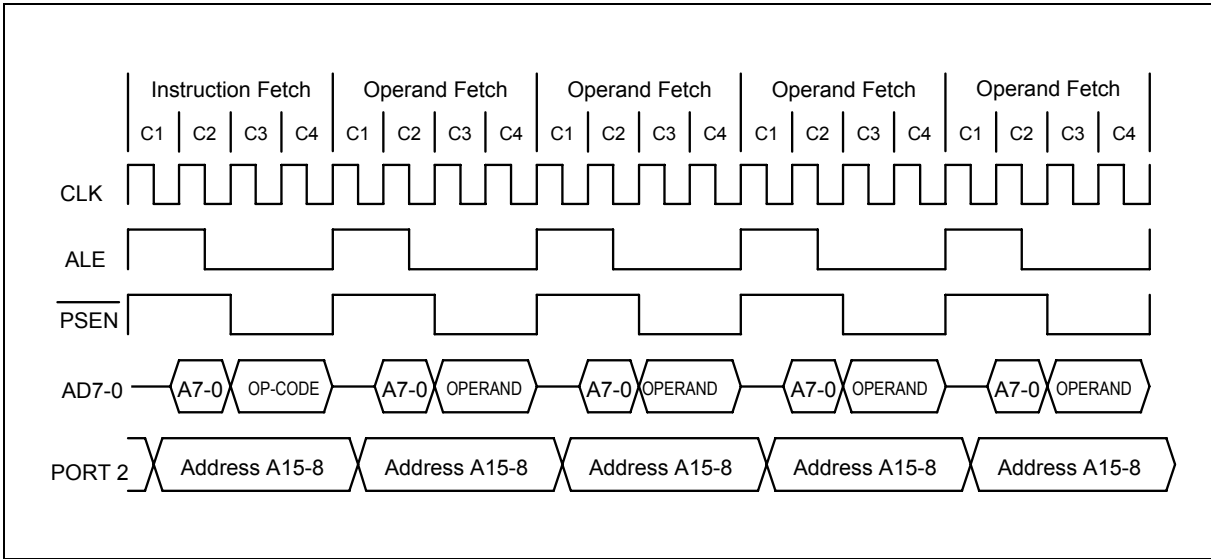 Instruction Fetch Operand Fetch Operand Fetch Operand Fetch Operand Fetch
C1 C2 C3 C4 C1 C2 C3 C4 C1 C2 C3 C4 C1 C2 C3 C4 C1 C2 C3 C4
CLK
ALE
PSEN
AD7-0 A7-0 OP-CODE A7-0 OPERAND A7-0 OPERAND A7-0 OPERAND A7-0 OPERAND
PORT 2 Address A15-8 Address A15-8 Address A15-8 Address A15-8 Address A15-8